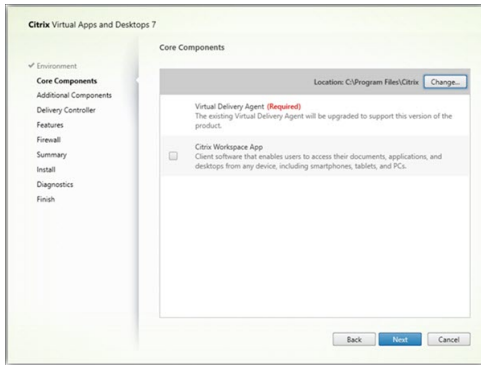 Citrix Virtual Apps and Desktops 7
Core Components
✓ Environment
Core Components
Additional Components
Delivery Controller
Features
Firewall
Summary
Install
Diagnostics
Finish
Location: C:\Program Files\Citrix Change...
Virtual Delivery Agent (Required)
The existing Virtual Delivery Agent will be upgraded to support this version of the
product.
Citrix Workspace App
Client software that enables users to access their documents, applications, and
desktops from any device, including smartphones, tablets, and PCs.
Back Next Cancel